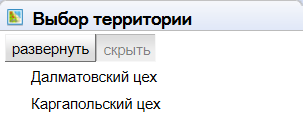 Выбор территории
развернуть скрыть
Далматовский цех
Каргапольский цех